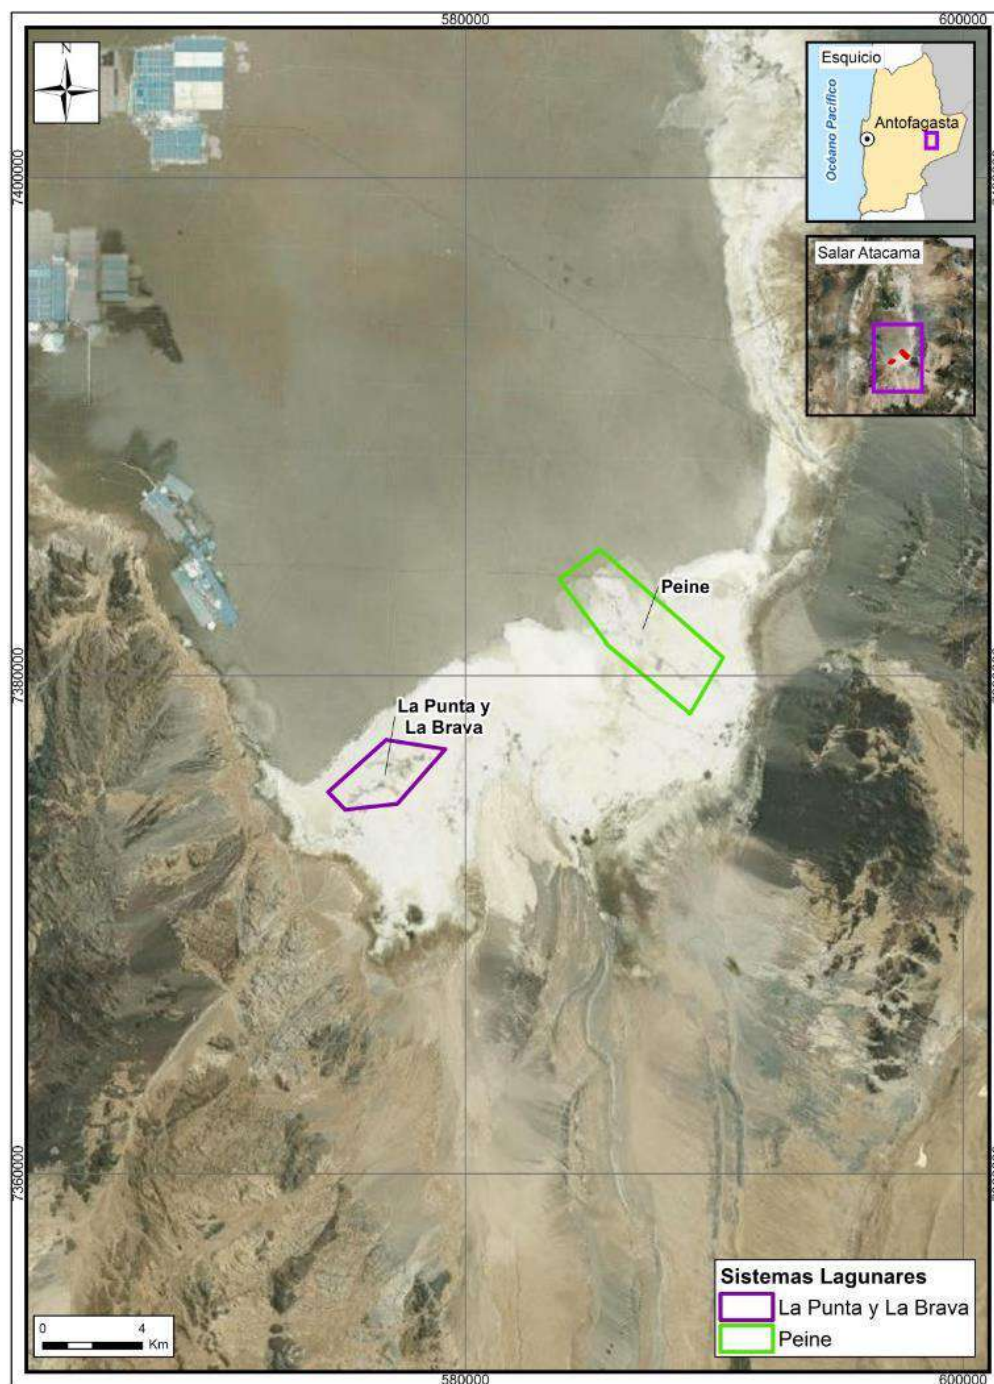 580000
600000
N
Esquicio
Océano Pacífico
Antofagasta
7400000
Salar Atacama
Peine
7380000
La Punta y
La Brava
7360000
Sistemas Lagunares
La Punta y La Brava
Peine
0 4
Km
580000
600000